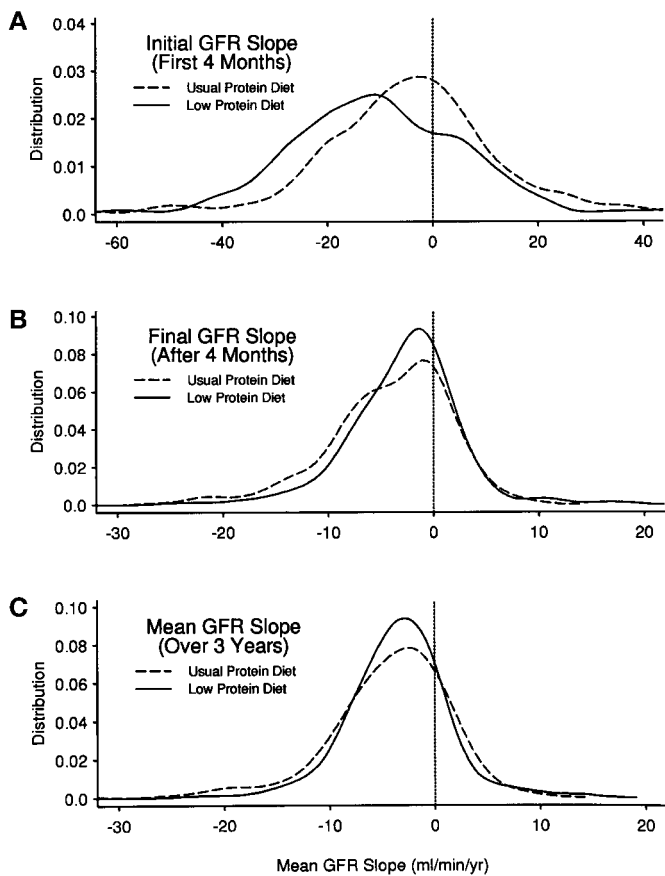 A
Initial GFR Slope
(First 4 Months)
Usual Protein Diet
Low Protein Diet
Distribution
0.04
0.03
0.02
0.01
0.0
-60 -40 -20 0 20 40
B
Final GFR Slope
(After 4 Months)
Usual Protein Diet
Low Protein Diet
Distribution
0.10
0.08
0.06
0.04
0.02
0.0
-30 -20 -10 0 10 20
C
Mean GFR Slope
(Over 3 Years)
Usual Protein Diet
Low Protein Diet
Distribution
0.10
0.08
0.06
0.04
0.02
0.0
-30 -20 -10 0 10 20
Mean GFR Slope (ml/min/yr)